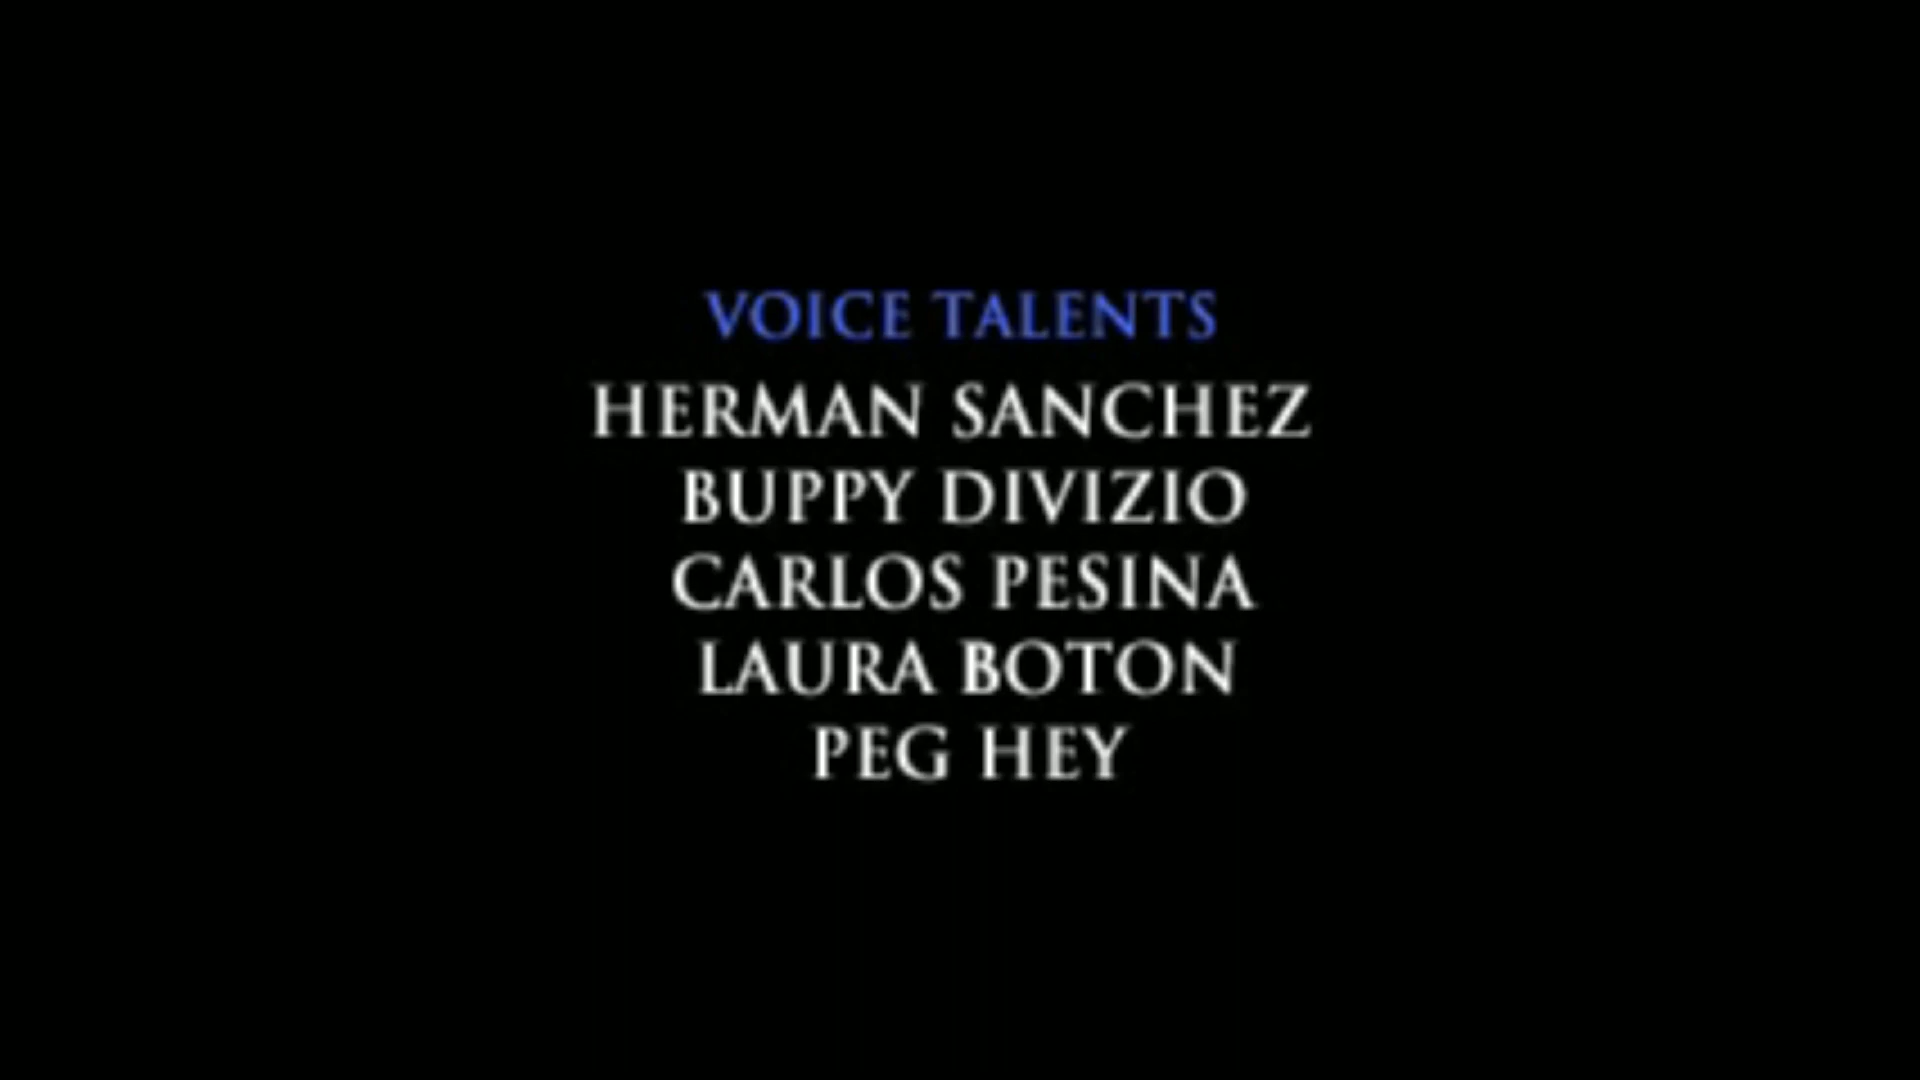 VOICE TALENTS
HERMAN SANCHEZ
BUPPY DIVIZIO
CARLOS PESINA
LAURA BOTON
PEG HEY